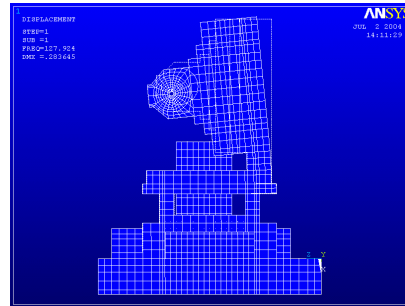 1
DISPLACEMENT
STEP=1
SUB =1
FREQ=127.924
DMX =.283645
ANSYS
JUL 2 2004
14:11:29
Z Y
X